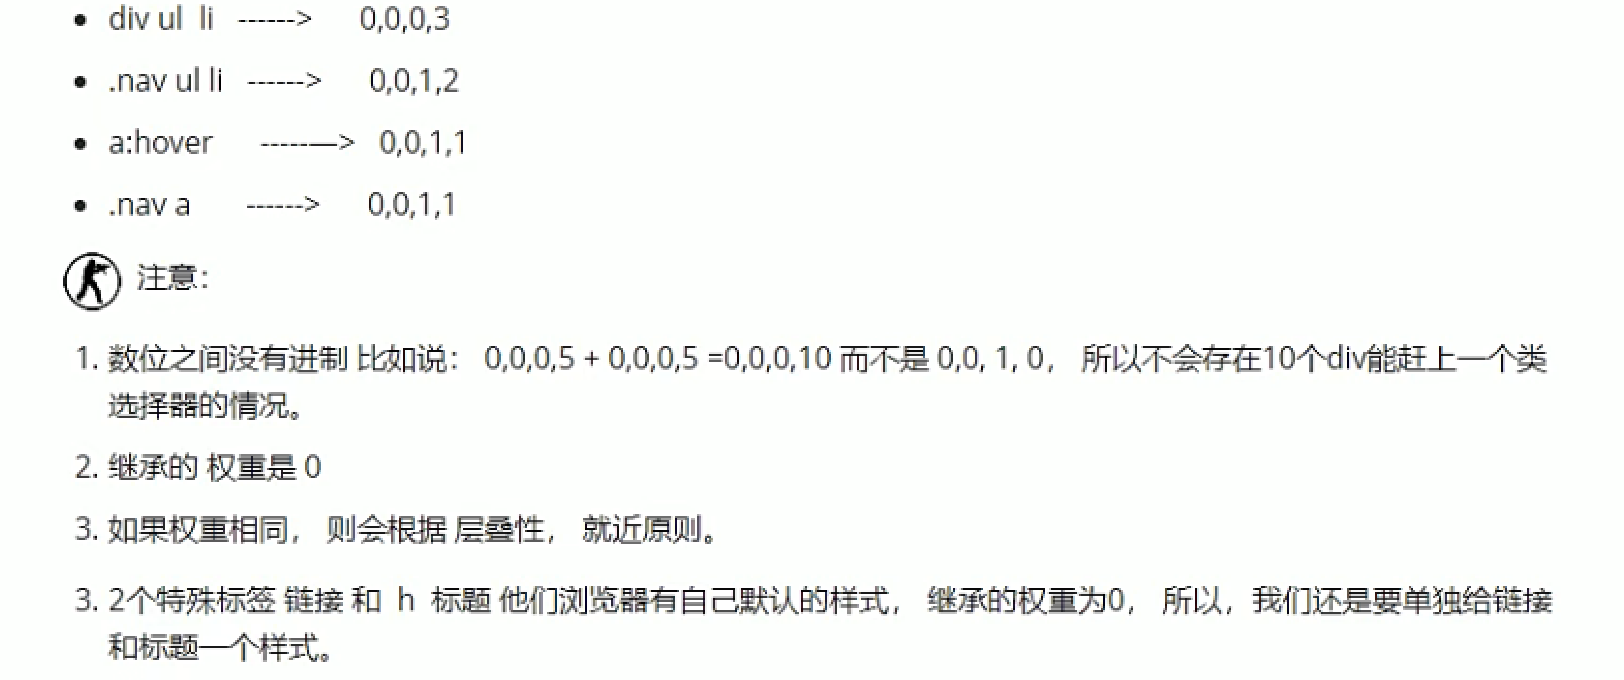 • div ul  li   ------>      0,0,0,3
• .nav ul li   ------>      0,0,1,2
• a:hover      -----—>   0,0,1,1
• .nav a       ------>      0,0,1,1
注意：
1. 数位之间没有进制 比如说： 0,0,0,5 + 0,0,0,5 =0,0,0,10 而不是 0,0, 1, 0， 所以不会存在10个div能赶上一个类
选择器的情况。
2. 继承的 权重是 0
3. 如果权重相同， 则会根据 层叠性， 就近原则。
3. 2个特殊标签 链接 和  h  标题 他们浏览器有自己默认的样式， 继承的权重为0， 所以，我们还是要单独给链接
和标题一个样式。